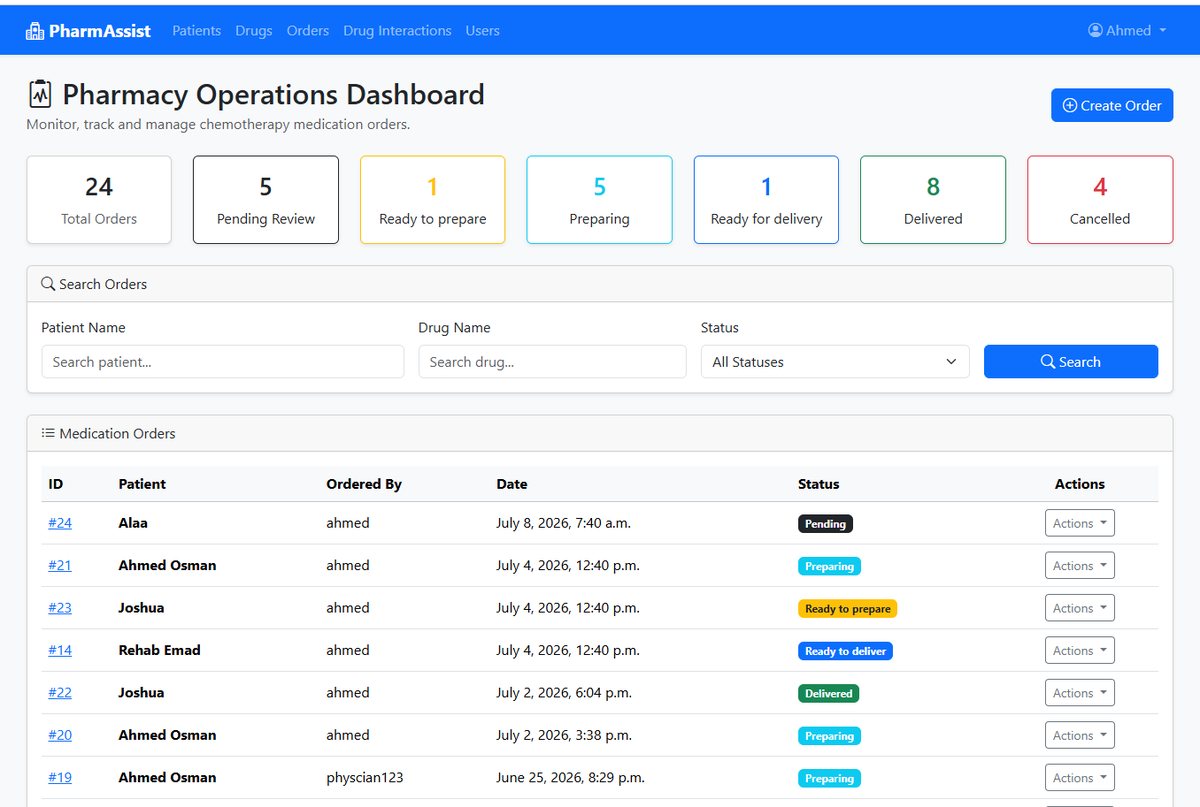 PharmAssist Patients Drugs Orders Drug Interactions Users Ahmed
Pharmacy Operations Dashboard
Monitor, track and manage chemotherapy medication orders.
Create Order
24 5 1 5 1 8 4
Total Orders Pending Review Ready to prepare Preparing Ready for delivery Delivered Cancelled
Search Orders
Patient Name Drug Name Status
Search patient... Search drug... All Statuses Search
Medication Orders
ID Patient Ordered By Date Status Actions
#24 Alaa ahmed July 8, 2026, 7:40 a.m. Pending Actions
#21 Ahmed Osman ahmed July 4, 2026, 12:40 p.m. Preparing Actions
#23 Joshua ahmed July 4, 2026, 12:40 p.m. Ready to prepare Actions
#14 Rehab Emad ahmed July 4, 2026, 12:40 p.m. Ready to deliver Actions
#22 Joshua ahmed July 2, 2026, 6:04 p.m. Delivered Actions
#20 Ahmed Osman ahmed July 2, 2026, 3:38 p.m. Preparing Actions
#19 Ahmed Osman physcian123 June 25, 2026, 8:29 p.m. Preparing Actions